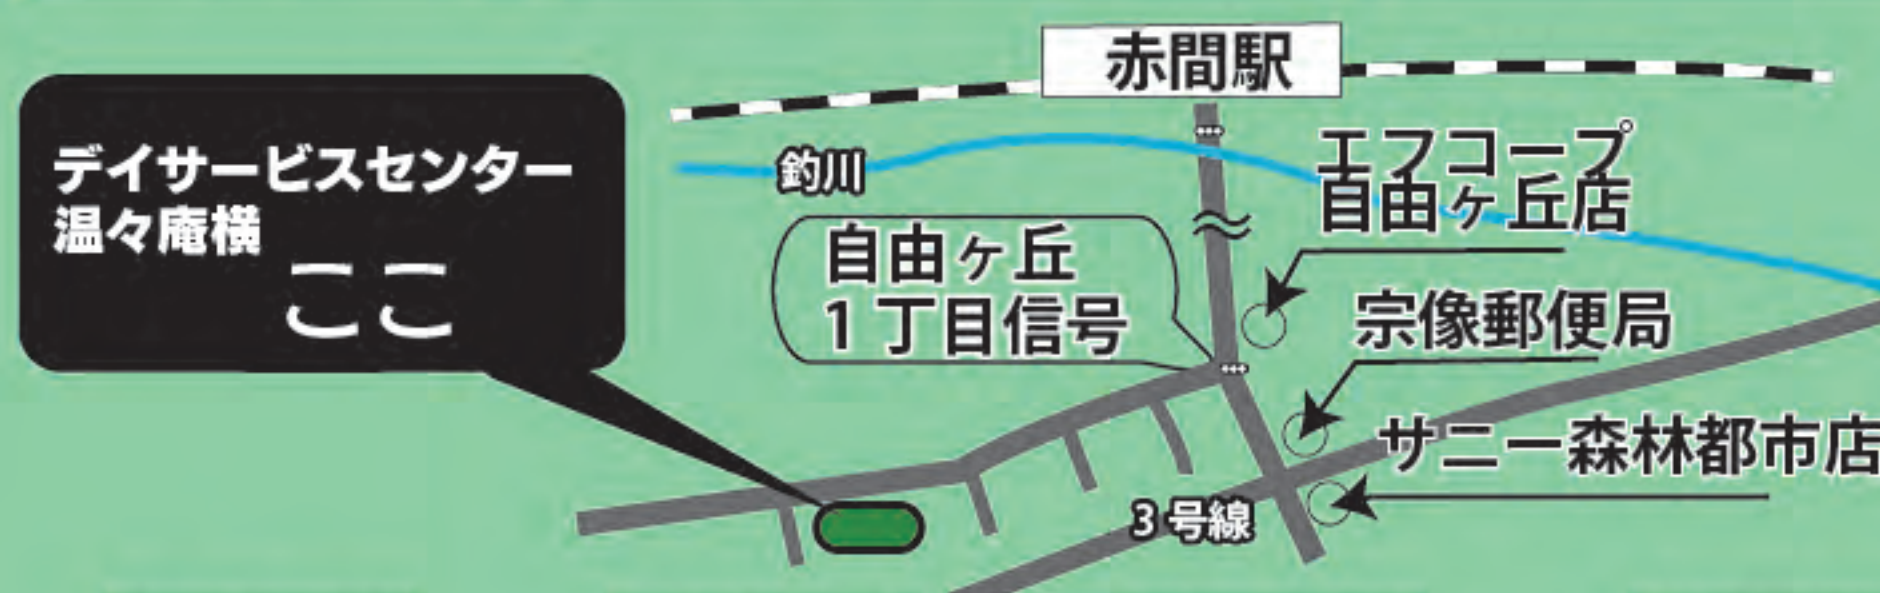 赤間駅
デイサービスセンター
温々庵横
ここ
釣川
エフコープ
自由ヶ丘店
自由ヶ丘
1丁目信号
宗像郵便局
サニー森林都市店
3号線